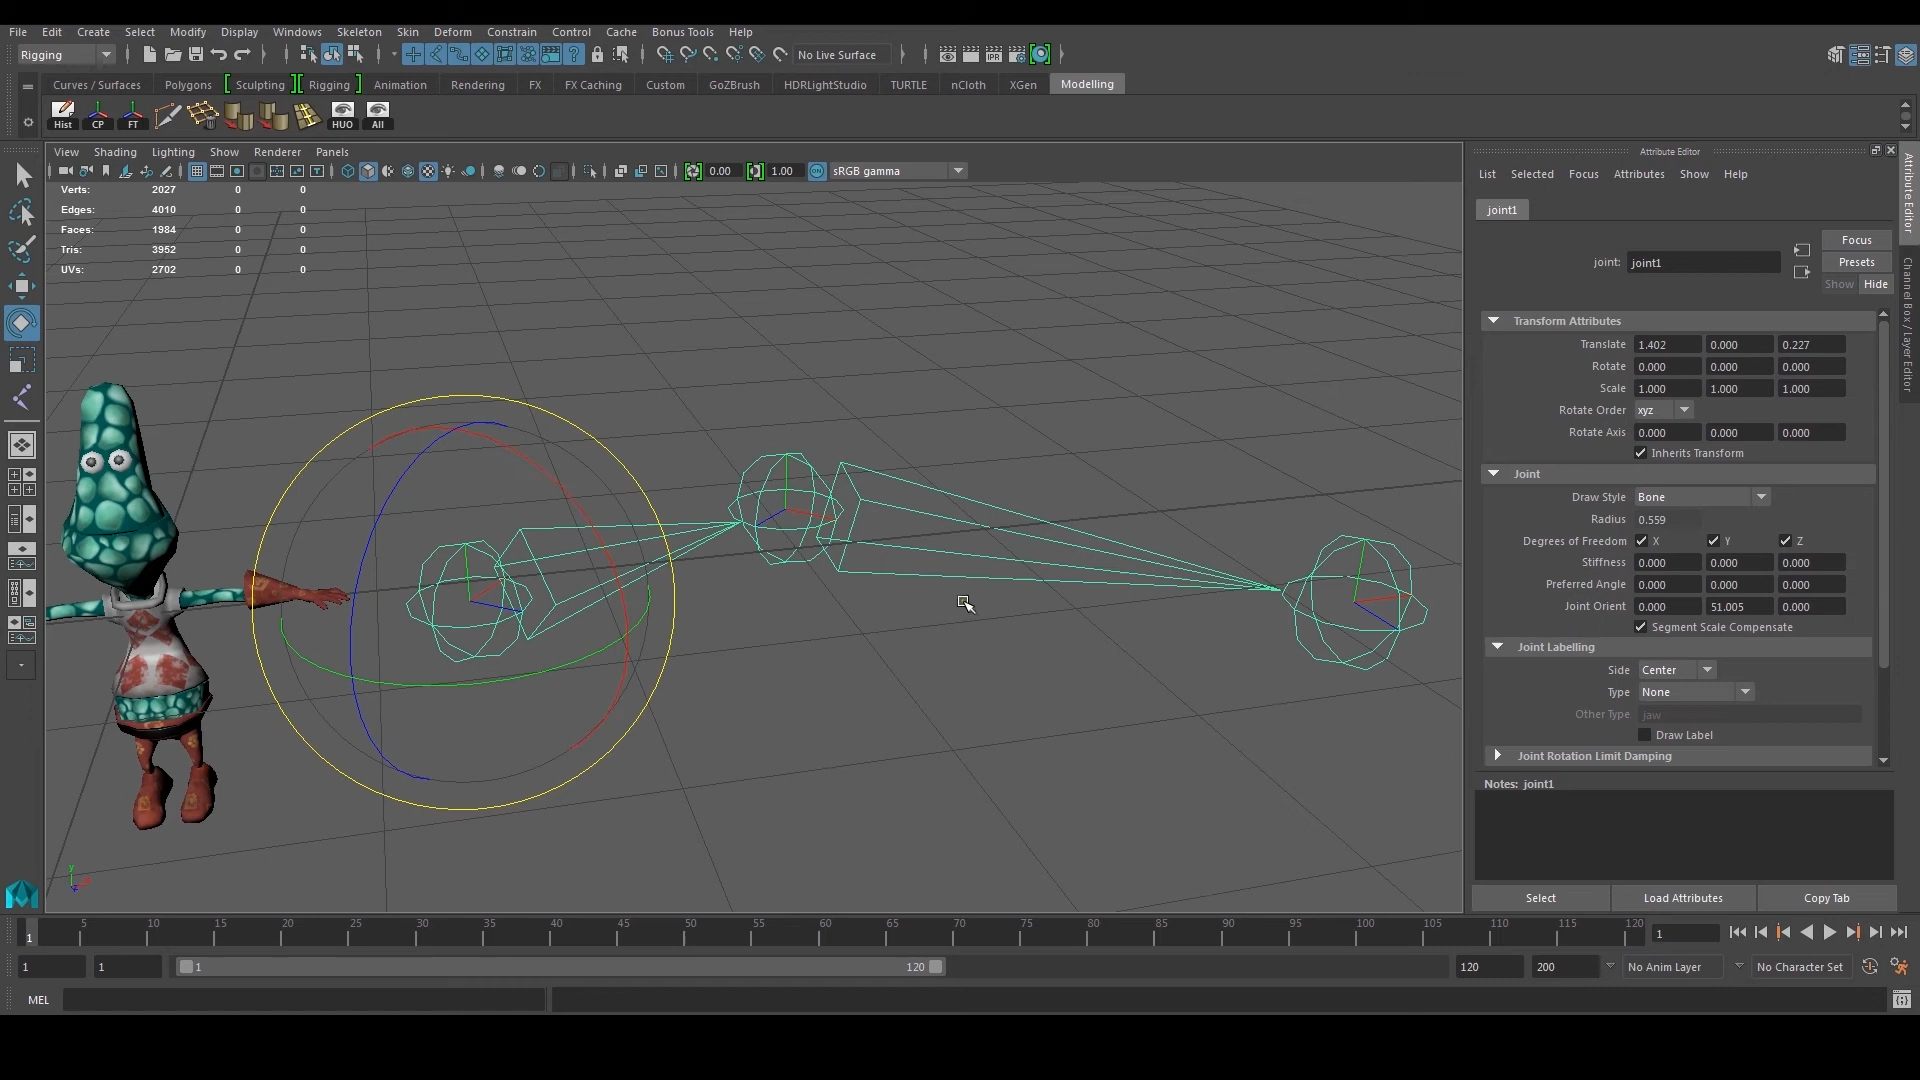 File Edit Create Select Modify Display Windows Skeleton Skin Deform Constrain Control Cache Bonus Tools Help
Rigging No Live Surface
Curves / Surfaces Polygons Sculpting Rigging Animation Rendering FX FX Caching Custom GoZBrush HDRLightStudio TURTLE nCloth XGen Modelling
Hist CP FT HUO All
View Shading Lighting Show Renderer Panels
0.00 1.00 sRGB gamma
Verts: 2027 0 0
Edges: 4010 0 0
Faces: 1984 0 0
Tris: 3952 0 0
UVs: 2702 0 0
y
Attribute Editor
List Selected Focus Attributes Show Help
joint1
Focus
joint: joint1
Presets
Show Hide
Transform Attributes
Translate 1.402 0.000 0.227
Rotate 0.000 0.000 0.000
Scale 1.000 1.000 1.000
Rotate Order xyz
Rotate Axis 0.000 0.000 0.000
Inherits Transform
Joint
Draw Style Bone
Radius 0.559
Degrees of Freedom X Y Z
Stiffness 0.000 0.000 0.000
Preferred Angle 0.000 0.000 0.000
Joint Orient 0.000 51.005 0.000
Segment Scale Compensate
Joint Labelling
Side Center
Type None
Other Type jaw
Draw Label
Joint Rotation Limit Damping
Notes: joint1
Select Load Attributes Copy Tab
Attribute Editor
Channel Box / Layer Editor
1 5 10 15 20 25 30 35 40 45 50 55 60 65 70 75 80 85 90 95 100 105 110 115 120 1
1 1 1 120 120 200 No Anim Layer No Character Set
MEL